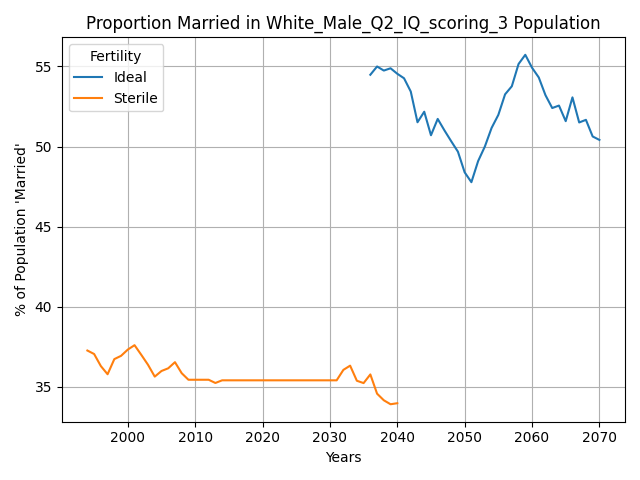 Proportion Married in White_Male_Q2_IQ_scoring_3 Population
Fertility
Ideal
Sterile
% of Population 'Married'
55
50
45
40
35
2000 2010 2020 2030 2040 2050 2060 2070
Years